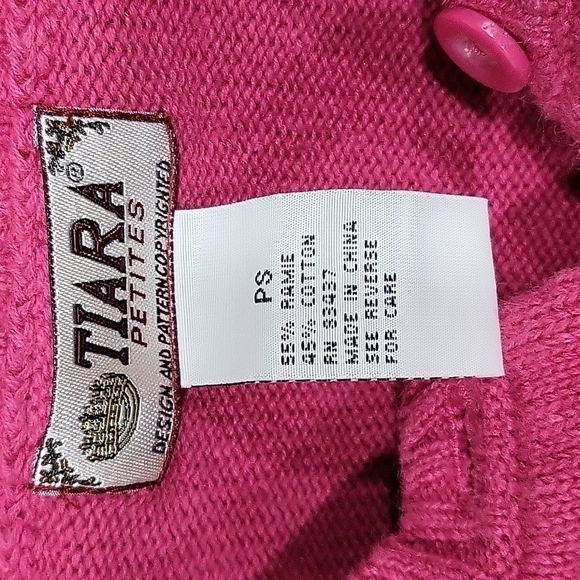 TIARA®
PETITES
DESIGN AND PATTERN COPYRIGHTED
PS
55% RAMIE
45% COTTON
RN 83437
MADE IN CHINA
SEE REVERSE
FOR CARE